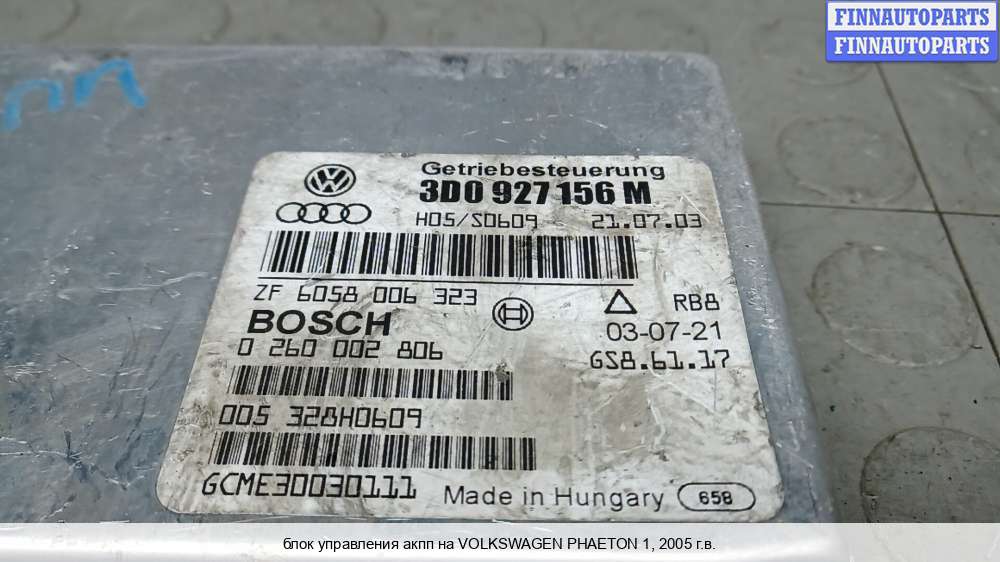 FINNAUTOPARTS
FINNAUTOPARTS
Getriebesteuerung
3D0 927 156 M
H05/S0609 21.07.03
ZF 6058 006 323
RB8
BOSCH
03-07-21
0 260 002 806
GS8.61.17
005 328H0609
GCME30030111
Made in Hungary 658
блок управления акпп на VOLKSWAGEN PHAETON 1, 2005 г.в.